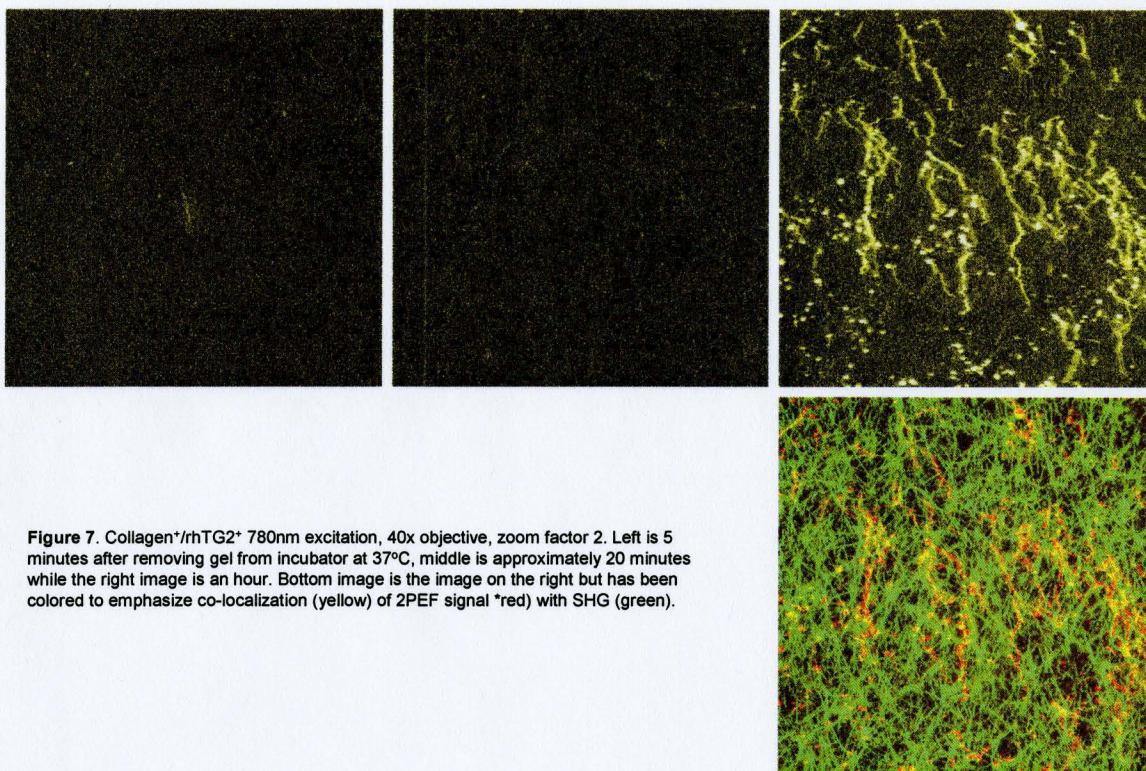 Figure 7. Collagen⁺/rhTG2⁺ 780nm excitation, 40x objective, zoom factor 2. Left is 5
minutes after removing gel from incubator at 37ºC, middle is approximately 20 minutes
while the right image is an hour. Bottom image is the image on the right but has been
colored to emphasize co-localization (yellow) of 2PEF signal *red) with SHG (green).